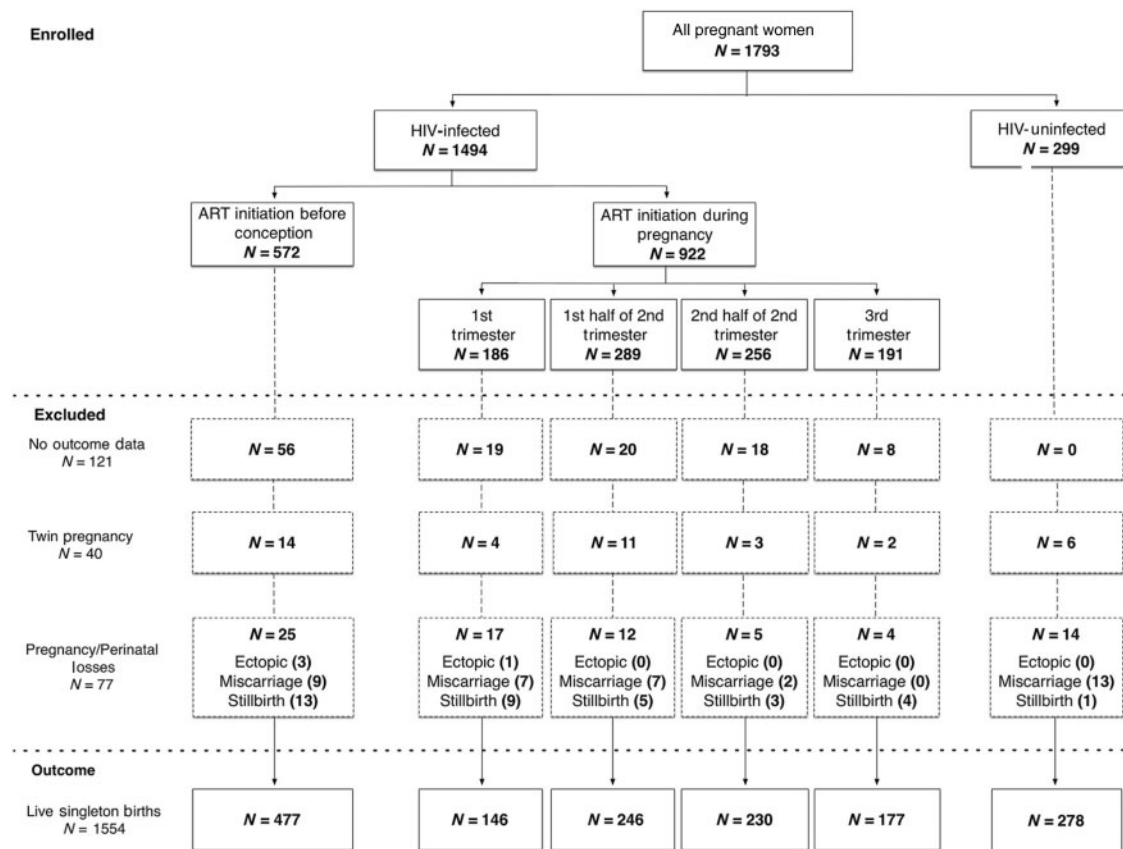 Enrolled
All pregnant women
N = 1793
HIV-infected
N = 1494
HIV-uninfected
N = 299
ART initiation before
conception
N = 572
ART initiation during
pregnancy
N = 922
1st
trimester
N = 186
1st half of 2nd
trimester
N = 289
2nd half of 2nd
trimester
N = 256
3rd
trimester
N = 191
Excluded
No outcome data
N = 121
N = 56
N = 19
N = 20
N = 18
N = 8
N = 0
Twin pregnancy
N = 40
N = 14
N = 4
N = 11
N = 3
N = 2
N = 6
Pregnancy/Perinatal
losses
N = 77
N = 25
Ectopic (3)
Miscarriage (9)
Stillbirth (13)
N = 17
Ectopic (1)
Miscarriage (7)
Stillbirth (9)
N = 12
Ectopic (0)
Miscarriage (7)
Stillbirth (5)
N = 5
Ectopic (0)
Miscarriage (2)
Stillbirth (3)
N = 4
Ectopic (0)
Miscarriage (0)
Stillbirth (4)
N = 14
Ectopic (0)
Miscarriage (13)
Stillbirth (1)
Outcome
Live singleton births
N = 1554
N = 477
N = 146
N = 246
N = 230
N = 177
N = 278